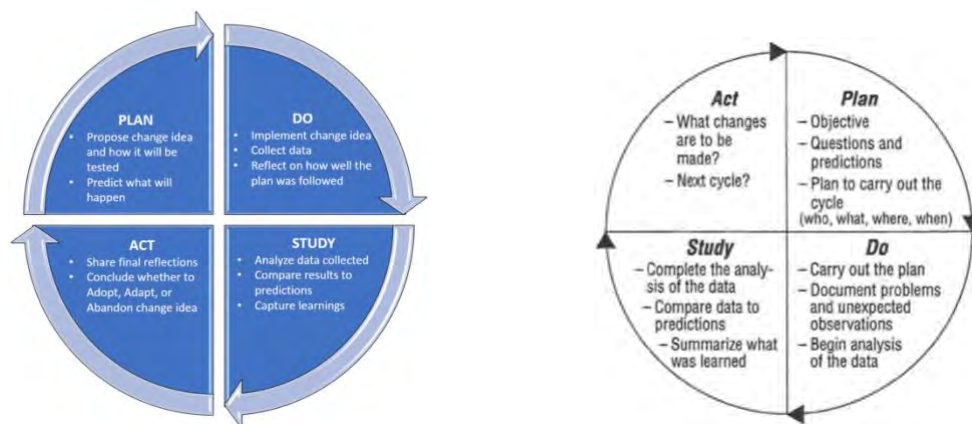 PLAN
• Propose change idea
and how it will be
tested
• Predict what will
happen
DO
• Implement change idea
• Collect data
• Reflect on how well the
plan was followed
ACT
• Share final reflections
• Conclude whether to
Adopt, Adapt, or
Abandon change idea
STUDY
• Analyze data collected
• Compare results to
predictions
• Capture learnings
Act
– What changes
are to be
made?
– Next cycle?
Plan
– Objective
– Questions and
predictions
– Plan to carry out the
cycle
(who, what, where, when)
Study
– Complete the analy-
sis of the data
– Compare data to
predictions
– Summarize what
was learned
Do
– Carry out the plan
– Document problems
and unexpected
observations
– Begin analysis
of the data